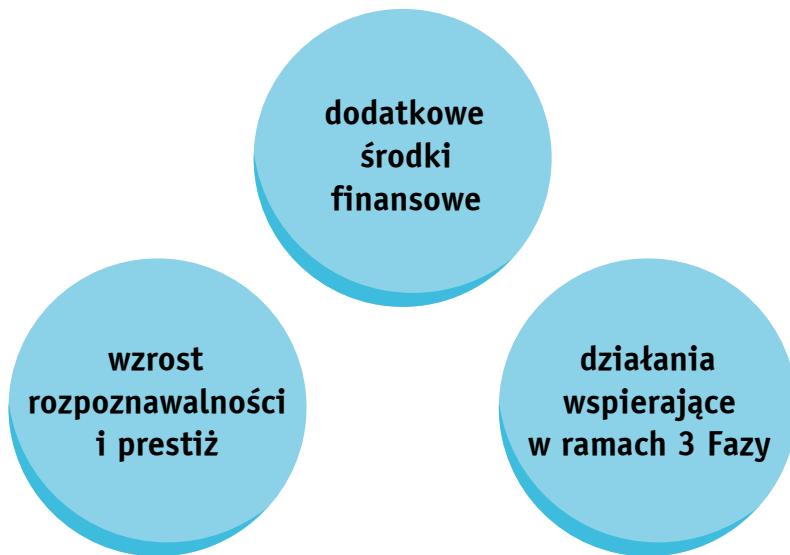 dodatkowe
środki
finansowe
wzrost
rozpoznawalności
i prestiż
działania
wspierające
w ramach 3 Fazy